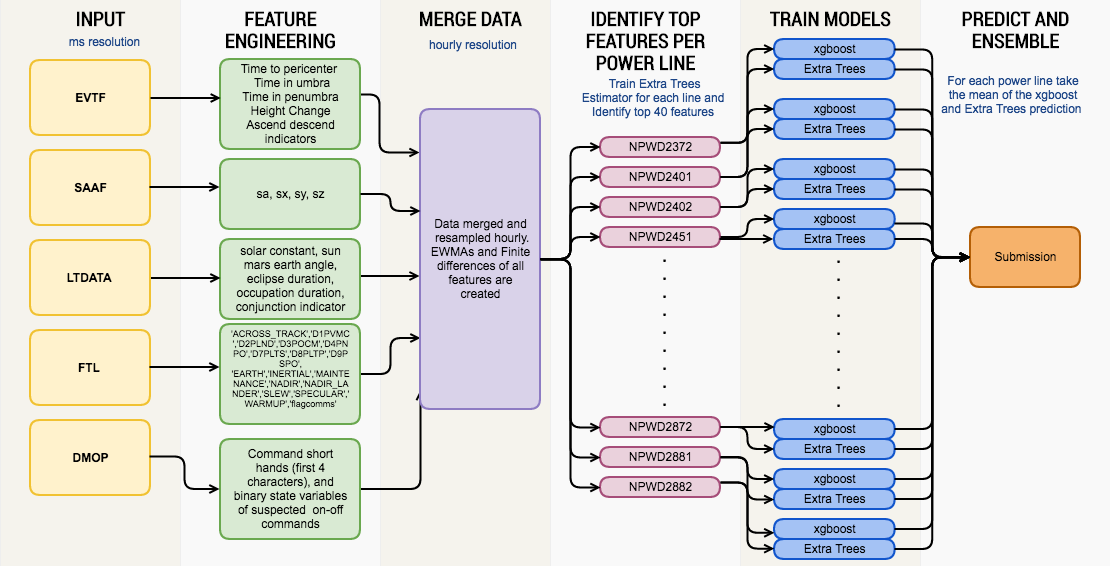 INPUT
ms resolution
EVTF
SAAF
LTDATA
FTL
DMOP
FEATURE
ENGINEERING
Time to pericenter
Time in umbra
Time in penumbra
Height Change
Ascend descend
indicators
sa, sx, sy, sz
solar constant, sun
mars earth angle,
eclipse duration,
occupation duration,
conjunction indicator
'ACROSS_TRACK','D1PVMC
','D2PLND','D3POCM','D4PN
PO','D7PLTS','D8PLTP','D9P
SPO',
'EARTH','INERTIAL','MAINTE
NANCE','NADIR','NADIR_LA
NDER','SLEW','SPECULAR','
WARMUP','flagcomms'
Command short
hands (first 4
characters), and
binary state variables
of suspected on-off
commands
MERGE DATA
hourly resolution
Data merged and
resampled hourly.
EWMAs and Finite
differences of all
features are
created
IDENTIFY TOP
FEATURES PER
POWER LINE
Train Extra Trees
Estimator for each line and
Identify top 40 features
NPWD2372
NPWD2401
NPWD2402
NPWD2451
NPWD2872
NPWD2881
NPWD2882
TRAIN MODELS
xgboost
Extra Trees
xgboost
Extra Trees
xgboost
Extra Trees
xgboost
Extra Trees
xgboost
Extra Trees
xgboost
Extra Trees
xgboost
Extra Trees
PREDICT AND
ENSEMBLE
For each power line take
the mean of the xgboost
and Extra Trees prediction
Submission